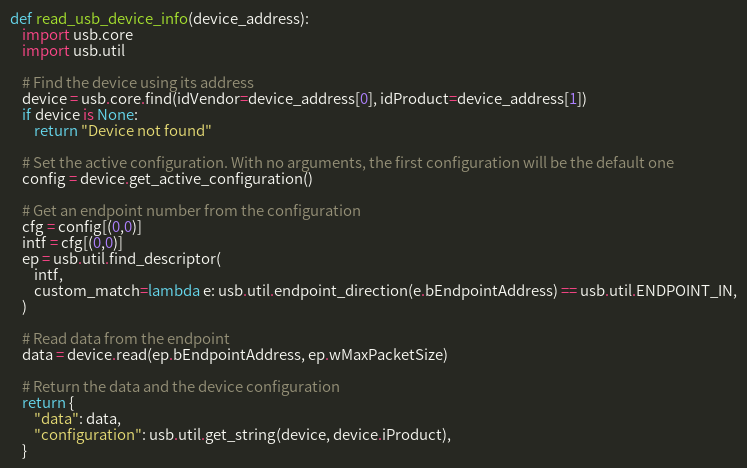 def read_usb_device_info(device_address):
    import usb.core
    import usb.util

    # Find the device using its address
    device = usb.core.find(idVendor=device_address[0], idProduct=device_address[1])
    if device is None:
        return "Device not found"

    # Set the active configuration. With no arguments, the first configuration will be the default one
    config = device.get_active_configuration()

    # Get an endpoint number from the configuration
    cfg = config[(0,0)]
    intf = cfg[(0,0)]
    ep = usb.util.find_descriptor(
        intf,
        custom_match=lambda e: usb.util.endpoint_direction(e.bEndpointAddress) == usb.util.ENDPOINT_IN,
    )

    # Read data from the endpoint
    data = device.read(ep.bEndpointAddress, ep.wMaxPacketSize)

    # Return the data and the device configuration
    return {
        "data": data,
        "configuration": usb.util.get_string(device, device.iProduct),
    }